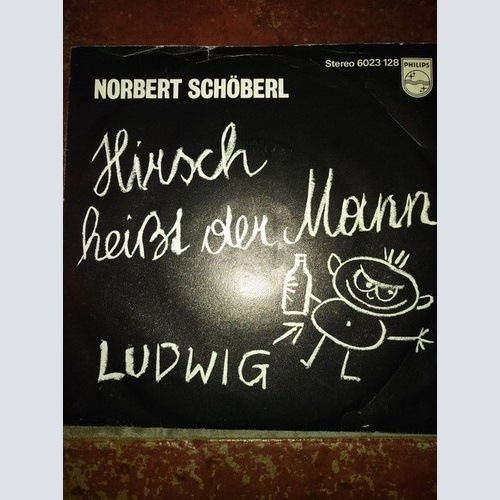 Stereo 6023 128
PHILIPS
NORBERT SCHÖBERL
Hirsch
heißt der Mann
LUDWIG